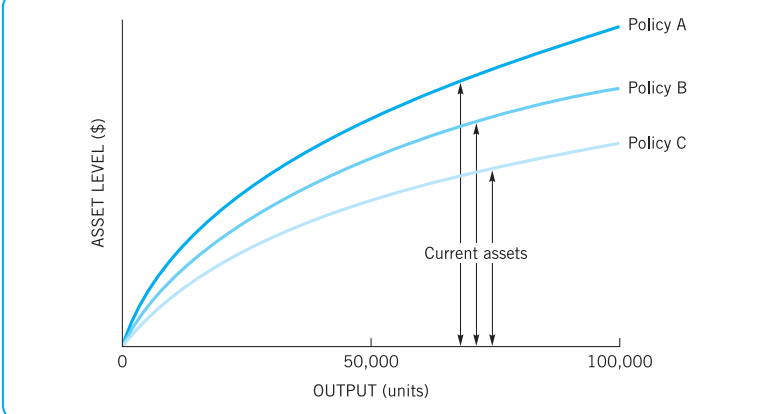 Policy A
Policy B
Policy C
ASSET LEVEL ($)
Current assets
0
50,000
100,000
OUTPUT (units)